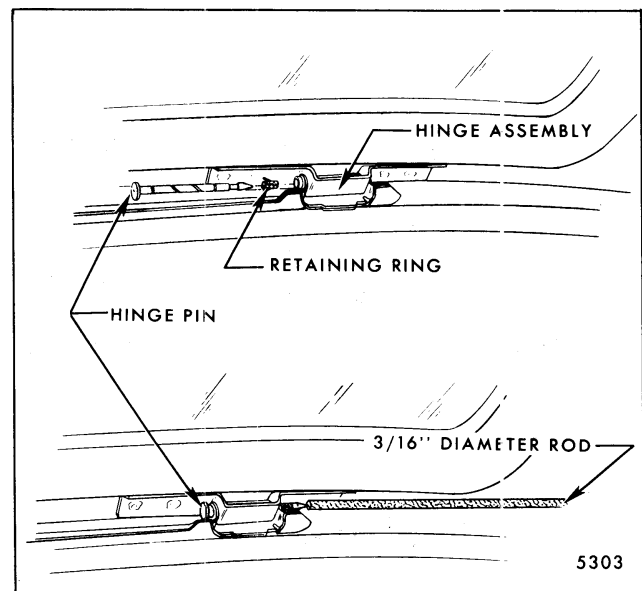 HINGE ASSEMBLY
RETAINING RING
HINGE PIN
3/16'' DIAMETER ROD
5303